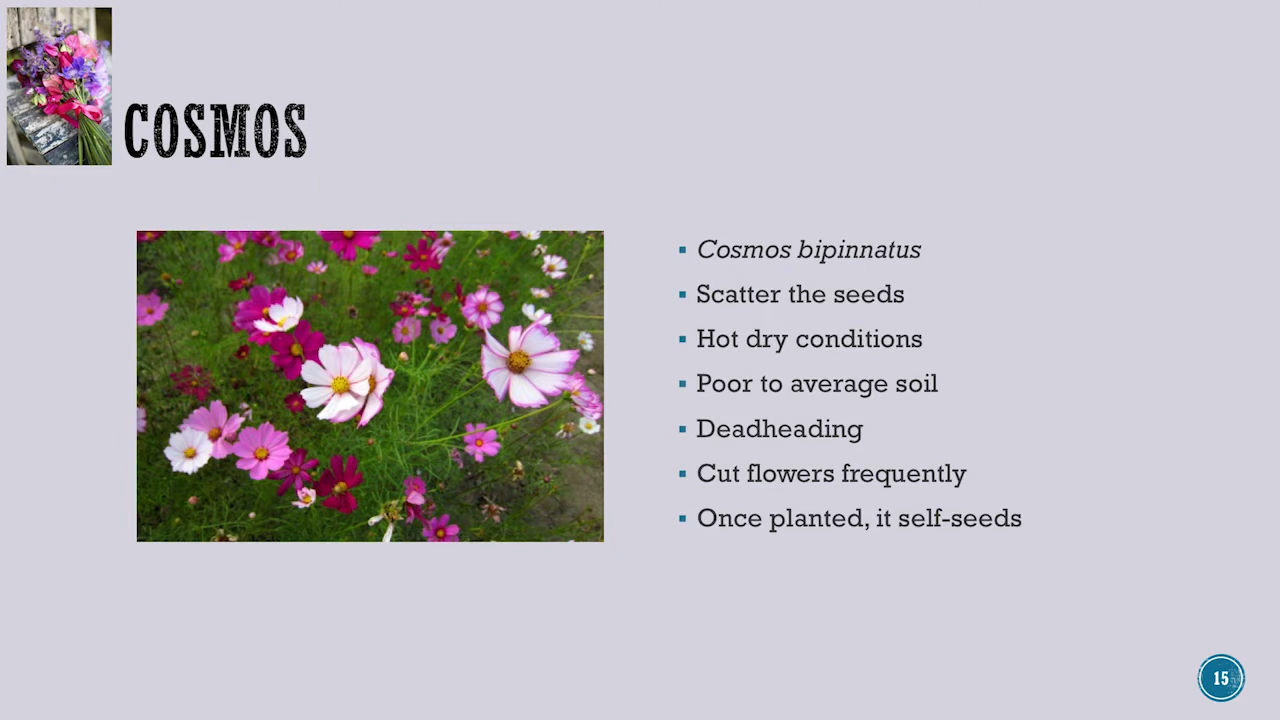 COSMOS
Cosmos bipinnatus
Scatter the seeds
Hot dry conditions
Poor to average soil
Deadheading
Cut flowers frequently
Once planted, it self-seeds
15